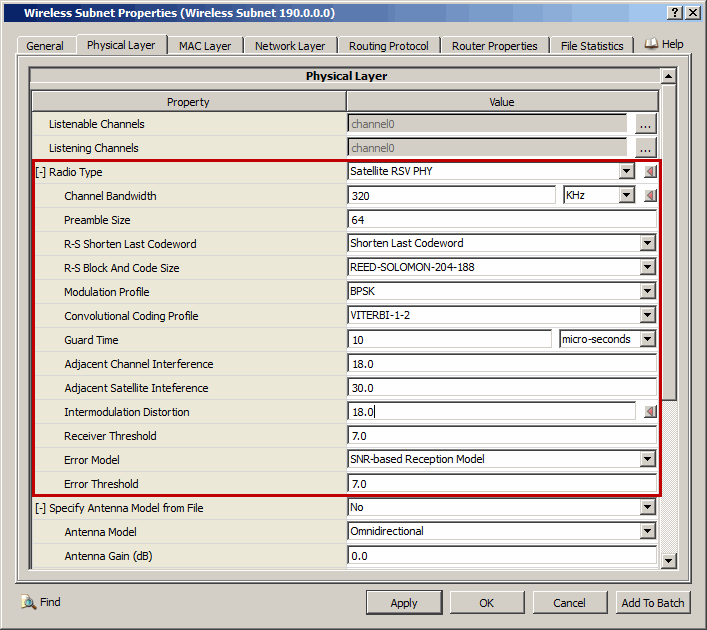 Wireless Subnet Properties (Wireless Subnet 190.0.0.0)
General Physical Layer MAC Layer Network Layer Routing Protocol Router Properties File Statistics Help
Physical Layer
Property Value
Listenable Channels channel0 ...
Listening Channels channel0 ...
[-] Radio Type Satellite RSV PHY
Channel Bandwidth 320 KHz
Preamble Size 64
R-S Shorten Last Codeword Shorten Last Codeword
R-S Block And Code Size REED-SOLOMON-204-188
Modulation Profile BPSK
Convolutional Coding Profile VITERBI-1-2
Guard Time 10 micro-seconds
Adjacent Channel Interference 18.0
Adjacent Satellite Inteference 30.0
Intermodulation Distortion 18.0
Receiver Threshold 7.0
Error Model SNR-based Reception Model
Error Threshold 7.0
[-] Specify Antenna Model from File No
Antenna Model Omnidirectional
Antenna Gain (dB) 0.0
Find Apply OK Cancel Add To Batch